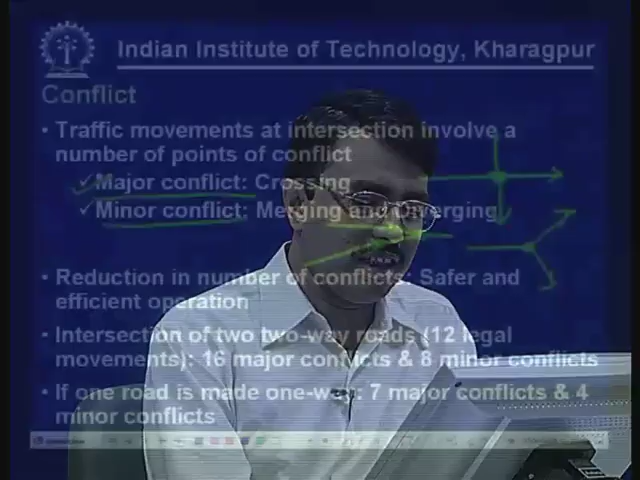 Indian Institute of Technology, Kharagpur
Conflict
• Traffic movements at intersection involve a
number of points of conflict
✓ Major conflict: Crossing
✓ Minor conflict: Merging and Diverging
• Reduction in number of conflicts: Safer and
efficient operation
• Intersection of two two-way roads (12 legal
movements): 16 major conflicts & 8 minor conflicts
• If one road is made one-way: 7 major conflicts & 4
minor conflicts